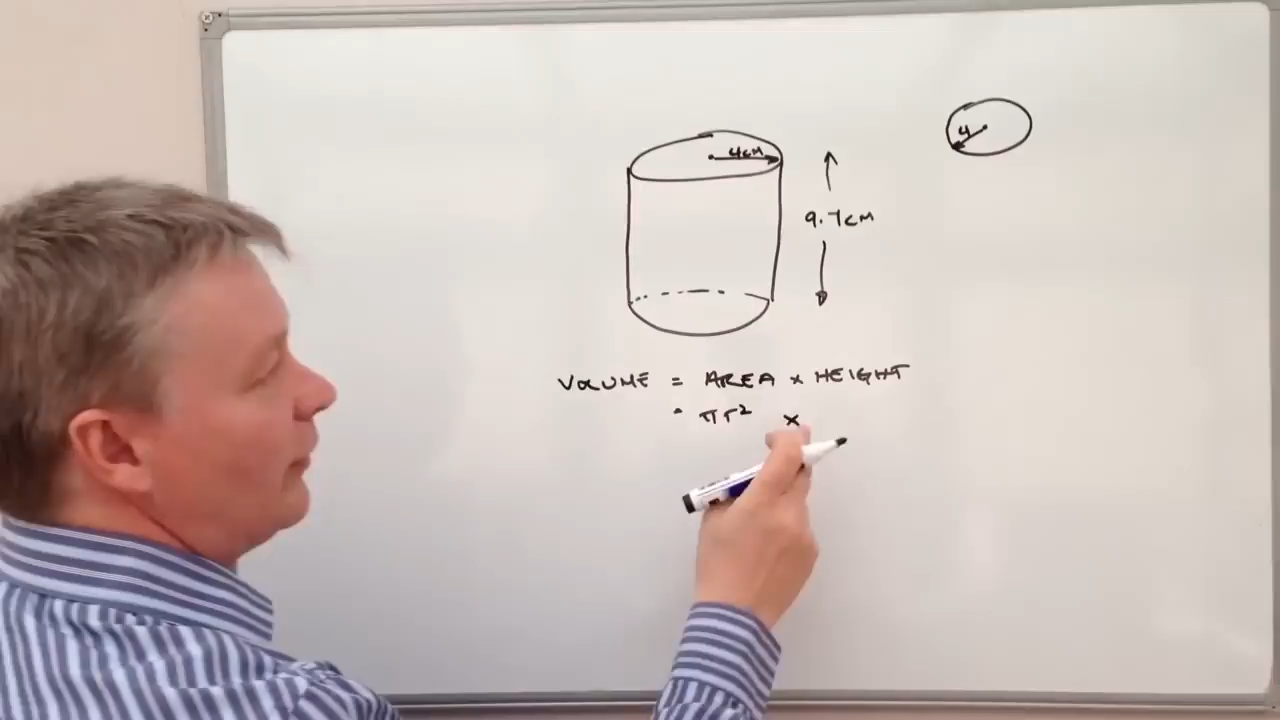 4
4cm
9.7cm
VOLUME = AREA × HEIGHT
= πr² ×